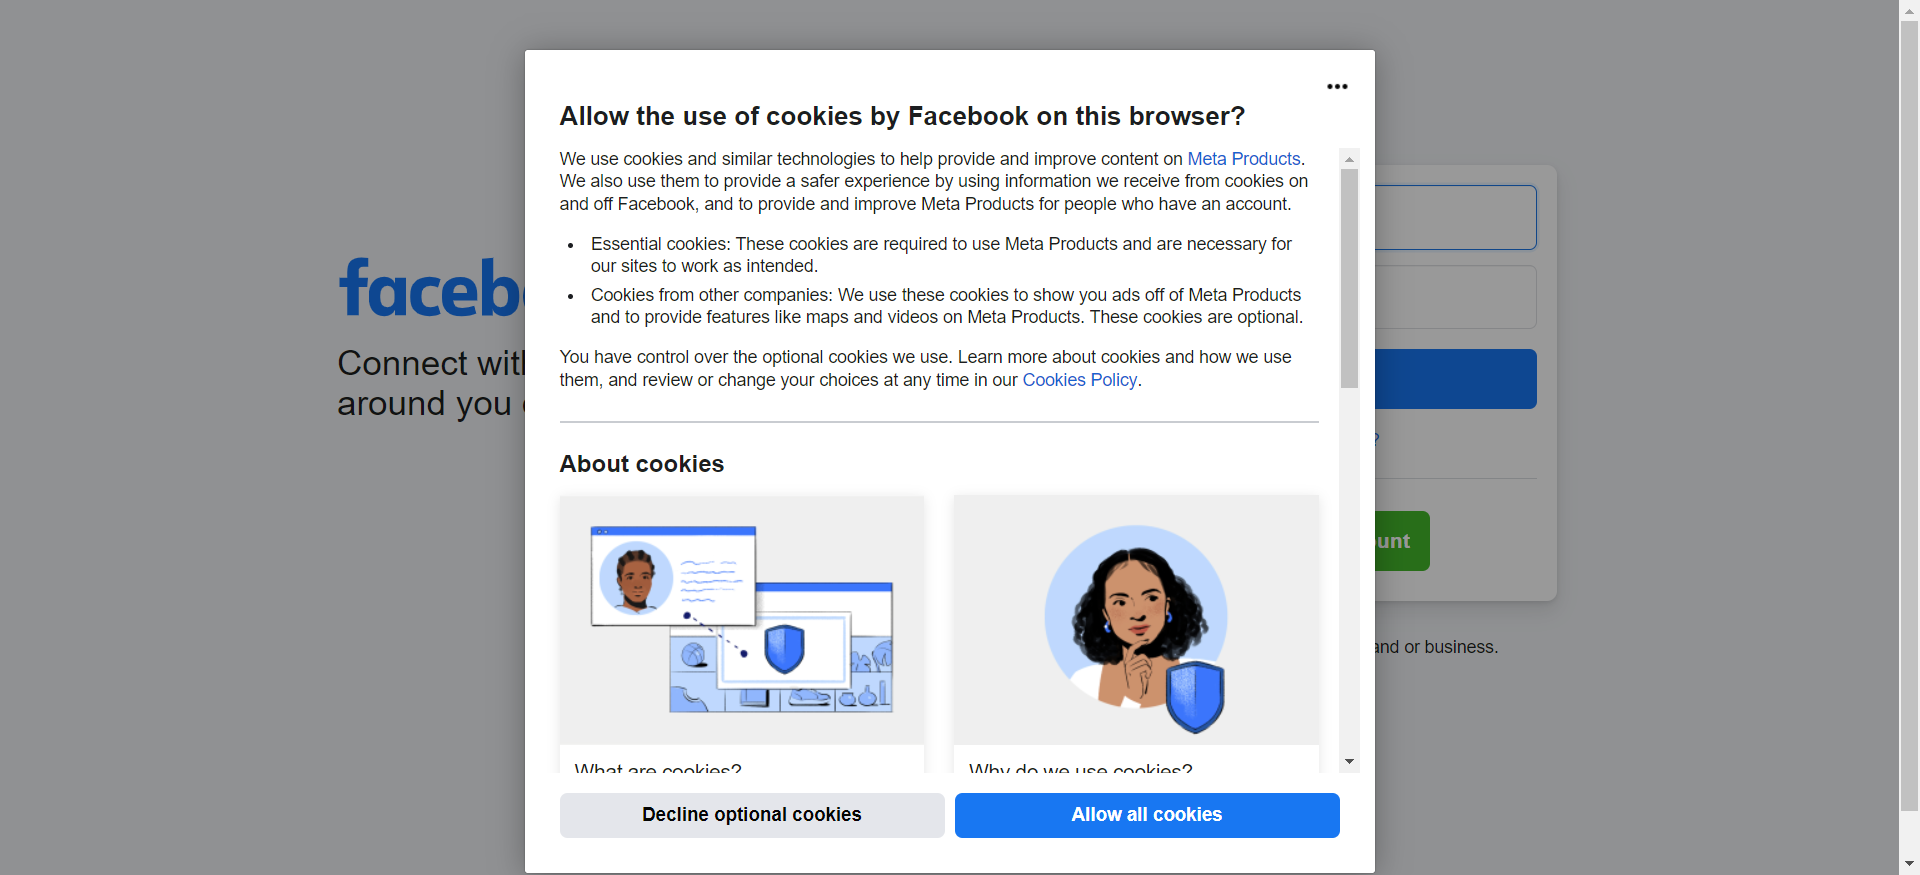 Allow the use of cookies by Facebook on this browser?
We use cookies and similar technologies to help provide and improve content on Meta Products.
We also use them to provide a safer experience by using information we receive from cookies on
and off Facebook, and to provide and improve Meta Products for people who have an account.
• Essential cookies: These cookies are required to use Meta Products and are necessary for
our sites to work as intended.
• Cookies from other companies: We use these cookies to show you ads off of Meta Products
and to provide features like maps and videos on Meta Products. These cookies are optional.
You have control over the optional cookies we use. Learn more about cookies and how we use
them, and review or change your choices at any time in our Cookies Policy.
About cookies
What are cookies?
Why do we use cookies?
Decline optional cookies
Allow all cookies
faceb
Connect with
around you
?
unt
and or business.